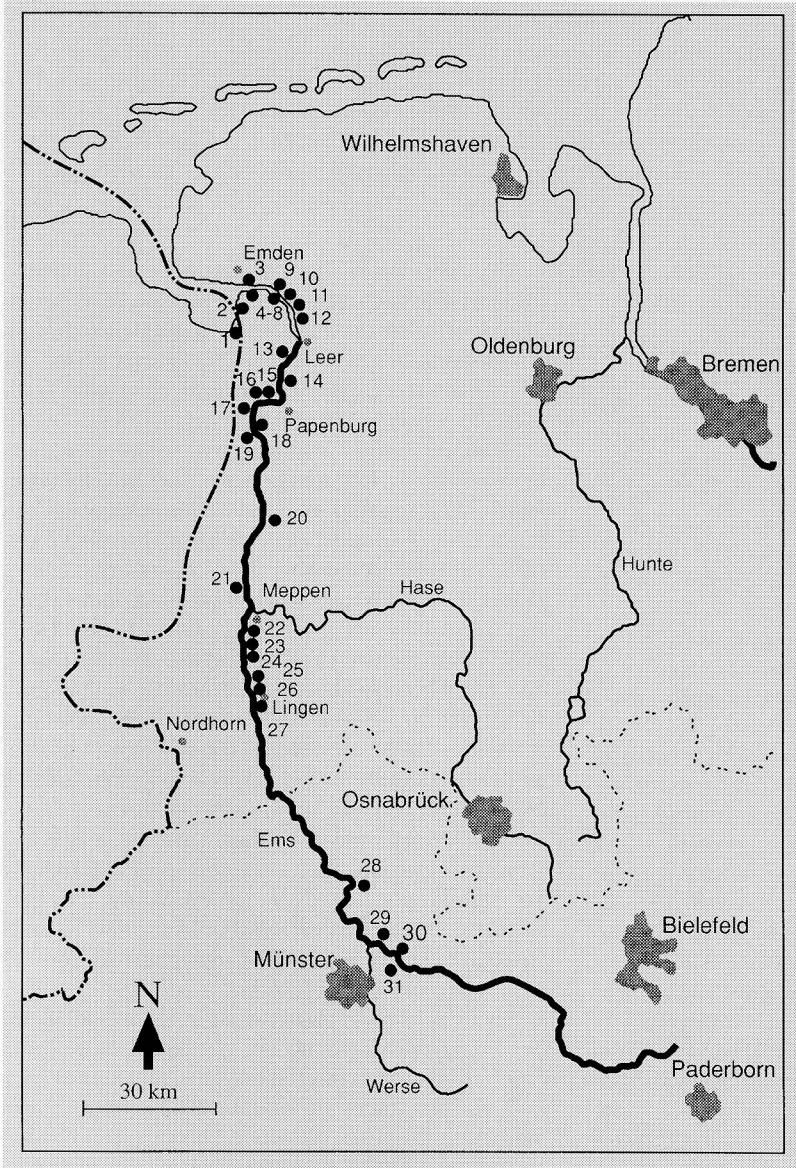 Wilhelmshaven
Emden
3
9
10
11
2
4-8
12
1
13
Leer
Oldenburg
Bremen
16
15
14
17
Papenburg
18
19
20
Hunte
21
Meppen
Hase
22
23
24
25
26
Lingen
Nordhorn
27
Osnabrück
Ems
28
29
30
Bielefeld
Münster
31
N
Paderborn
30 km
Werse